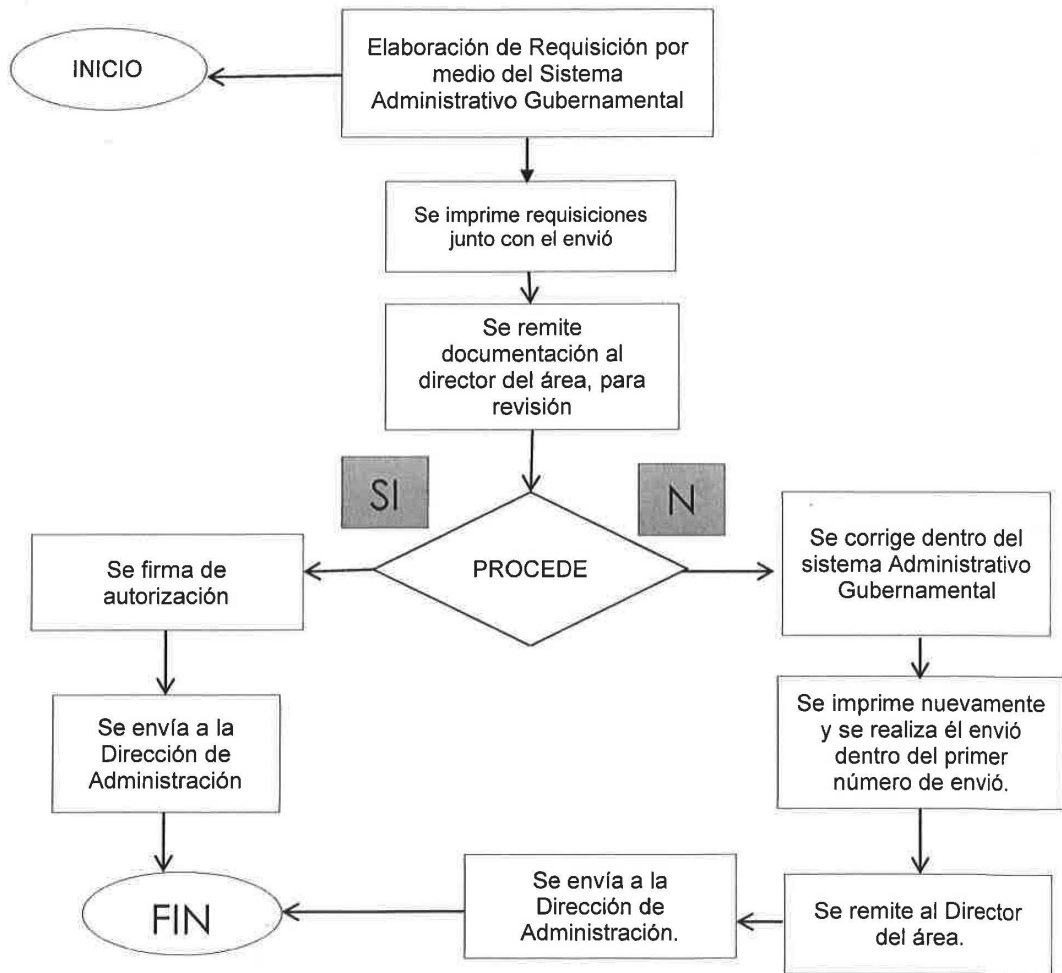 INICIO
Elaboración de Requisición por
medio del Sistema
Administrativo Gubernamental
Se imprime requisiciones
junto con el envió
Se remite
documentación al
director del área, para
revisión
SI
N
PROCEDE
Se firma de
autorización
Se corrige dentro del
sistema Administrativo
Gubernamental
Se envía a la
Dirección de
Administración
Se imprime nuevamente
y se realiza él envió
dentro del primer
número de envió.
FIN
Se envía a la
Dirección de
Administración.
Se remite al Director
del área.